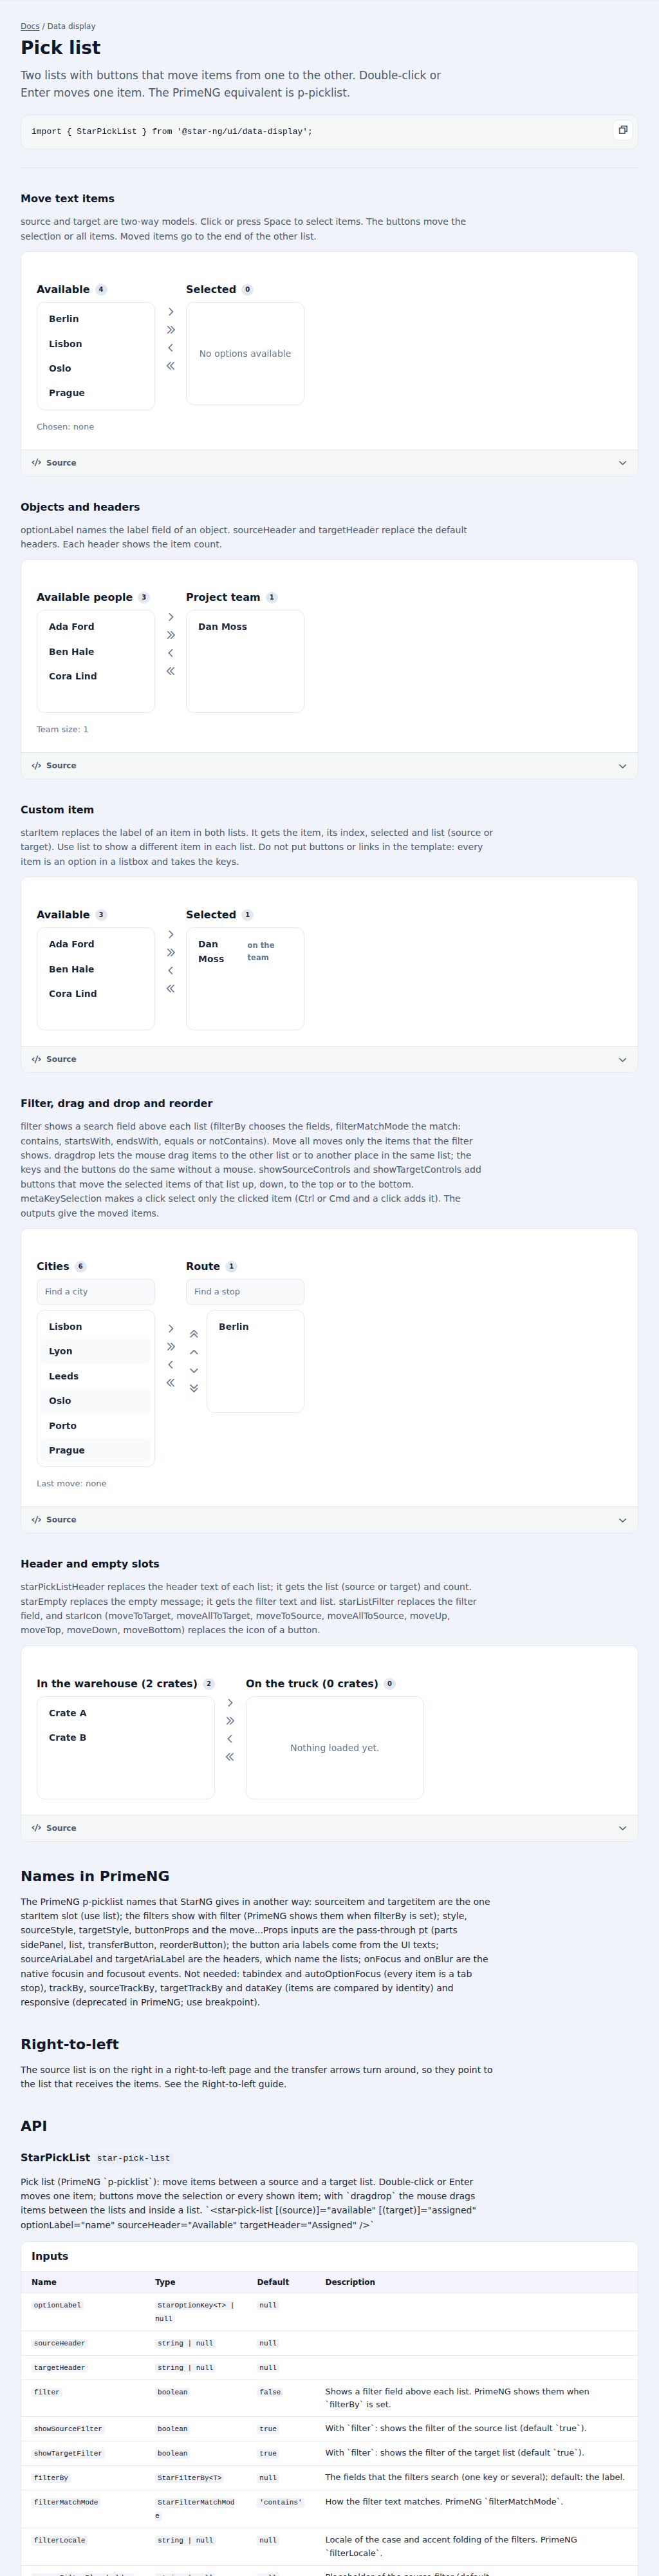 Docs / Data display
Pick list
Two lists with buttons that move items from one to the other. Double-click or
Enter moves one item. The PrimeNG equivalent is p-picklist.
import { StarPickList } from '@star-ng/ui/data-display';
Move text items
source and target are two-way models. Click or press Space to select items. The buttons move the
selection or all items. Moved items go to the end of the other list.
Available 4
Selected 0
Berlin
Lisbon
Oslo
Prague
No options available
Chosen: none
Source
Objects and headers
optionLabel names the label field of an object. sourceHeader and targetHeader replace the default
headers. Each header shows the item count.
Available people 3
Project team 1
Ada Ford
Ben Hale
Cora Lind
Dan Moss
Team size: 1
Source
Custom item
starItem replaces the label of an item in both lists. It gets the item, its index, selected and list (source or
target). Use list to show a different item in each list. Do not put buttons or links in the template: every
item is an option in a listbox and takes the keys.
Available 3
Selected 1
Ada Ford
Ben Hale
Cora Lind
Dan
Moss
on the
team
Source
Filter, drag and drop and reorder
filter shows a search field above each list (filterBy chooses the fields, filterMatchMode the match:
contains, startsWith, endsWith, equals or notContains). Move all moves only the items that the filter
shows. dragdrop lets the mouse drag items to the other list or to another place in the same list; the
keys and the buttons do the same without a mouse. showSourceControls and showTargetControls add
buttons that move the selected items of that list up, down, to the top or to the bottom.
metaKeySelection makes a click select only the clicked item (Ctrl or Cmd and a click adds it). The
outputs give the moved items.
Cities 6
Route 1
Find a city
Find a stop
Lisbon
Lyon
Leeds
Oslo
Porto
Prague
Berlin
Last move: none
Source
Header and empty slots
starPickListHeader replaces the header text of each list; it gets the list (source or target) and count.
starEmpty replaces the empty message; it gets the filter text and list. starListFilter replaces the filter
field, and starIcon (moveToTarget, moveAllToTarget, moveToSource, moveAllToSource, moveUp,
moveTop, moveDown, moveBottom) replaces the icon of a button.
In the warehouse (2 crates) 2
On the truck (0 crates) 0
Crate A
Crate B
Nothing loaded yet.
Source
Names in PrimeNG
The PrimeNG p-picklist names that StarNG gives in another way: sourceitem and targetitem are the one
starItem slot (use list); the filters show with filter (PrimeNG shows them when filterBy is set); style,
sourceStyle, targetStyle, buttonProps and the move...Props inputs are the pass-through pt (parts
sidePanel, list, transferButton, reorderButton); the button aria labels come from the UI texts;
sourceAriaLabel and targetAriaLabel are the headers, which name the lists; onFocus and onBlur are the
native focusin and focusout events. Not needed: tabindex and autoOptionFocus (every item is a tab
stop), trackBy, sourceTrackBy, targetTrackBy and dataKey (items are compared by identity) and
responsive (deprecated in PrimeNG; use breakpoint).
Right-to-left
The source list is on the right in a right-to-left page and the transfer arrows turn around, so they point to
the list that receives the items. See the Right-to-left guide.
API
StarPickList star-pick-list
Pick list (PrimeNG `p-picklist`): move items between a source and a target list. Double-click or Enter
moves one item; buttons move the selection or every shown item; with `dragdrop` the mouse drags
items between the lists and inside a list. `<star-pick-list [(source)]="available" [(target)]="assigned"
optionLabel="name" sourceHeader="Available" targetHeader="Assigned" />`
Inputs
Name Type Default Description
optionLabel StarOptionKey<T> | null null
sourceHeader string | null null
targetHeader string | null null
filter boolean false Shows a filter field above each list. PrimeNG shows them when
`filterBy` is set.
showSourceFilter boolean true With `filter`: shows the filter of the source list (default `true`).
showTargetFilter boolean true With `filter`: shows the filter of the target list (default `true`).
filterBy StarFilterBy<T> null The fields that the filters search (one key or several); default: the label.
filterMatchMode StarFilterMatchMode 'contains' How the filter text matches. PrimeNG `filterMatchMode`.
filterLocale string | null null Locale of the case and accent folding of the filters. PrimeNG
`filterLocale`.